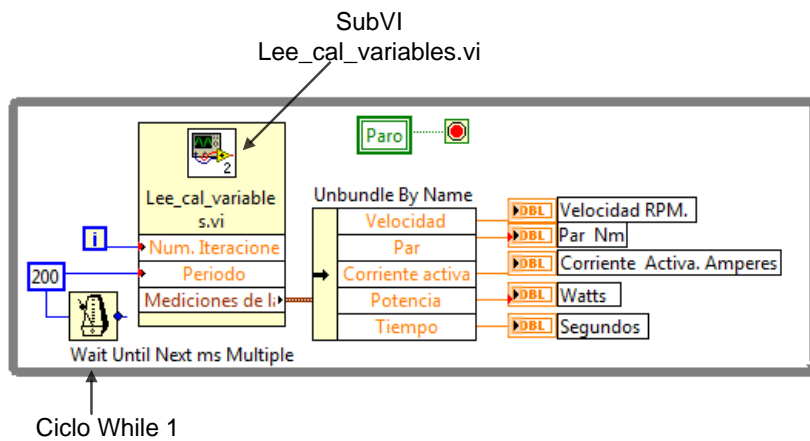 SubVI
Lee_cal_variables.vi
Paro
2
Lee_cal_variable
s.vi
Unbundle By Name
i
Num. Iteracione
200
Periodo
Mediciones de l
Velocidad
Par
Corriente activa
Potencia
Tiempo
DBL Velocidad RPM.
DBL Par Nm
DBL Corriente Activa. Amperes
DBL Watts
DBL Segundos
Wait Until Next ms Multiple
Ciclo While 1